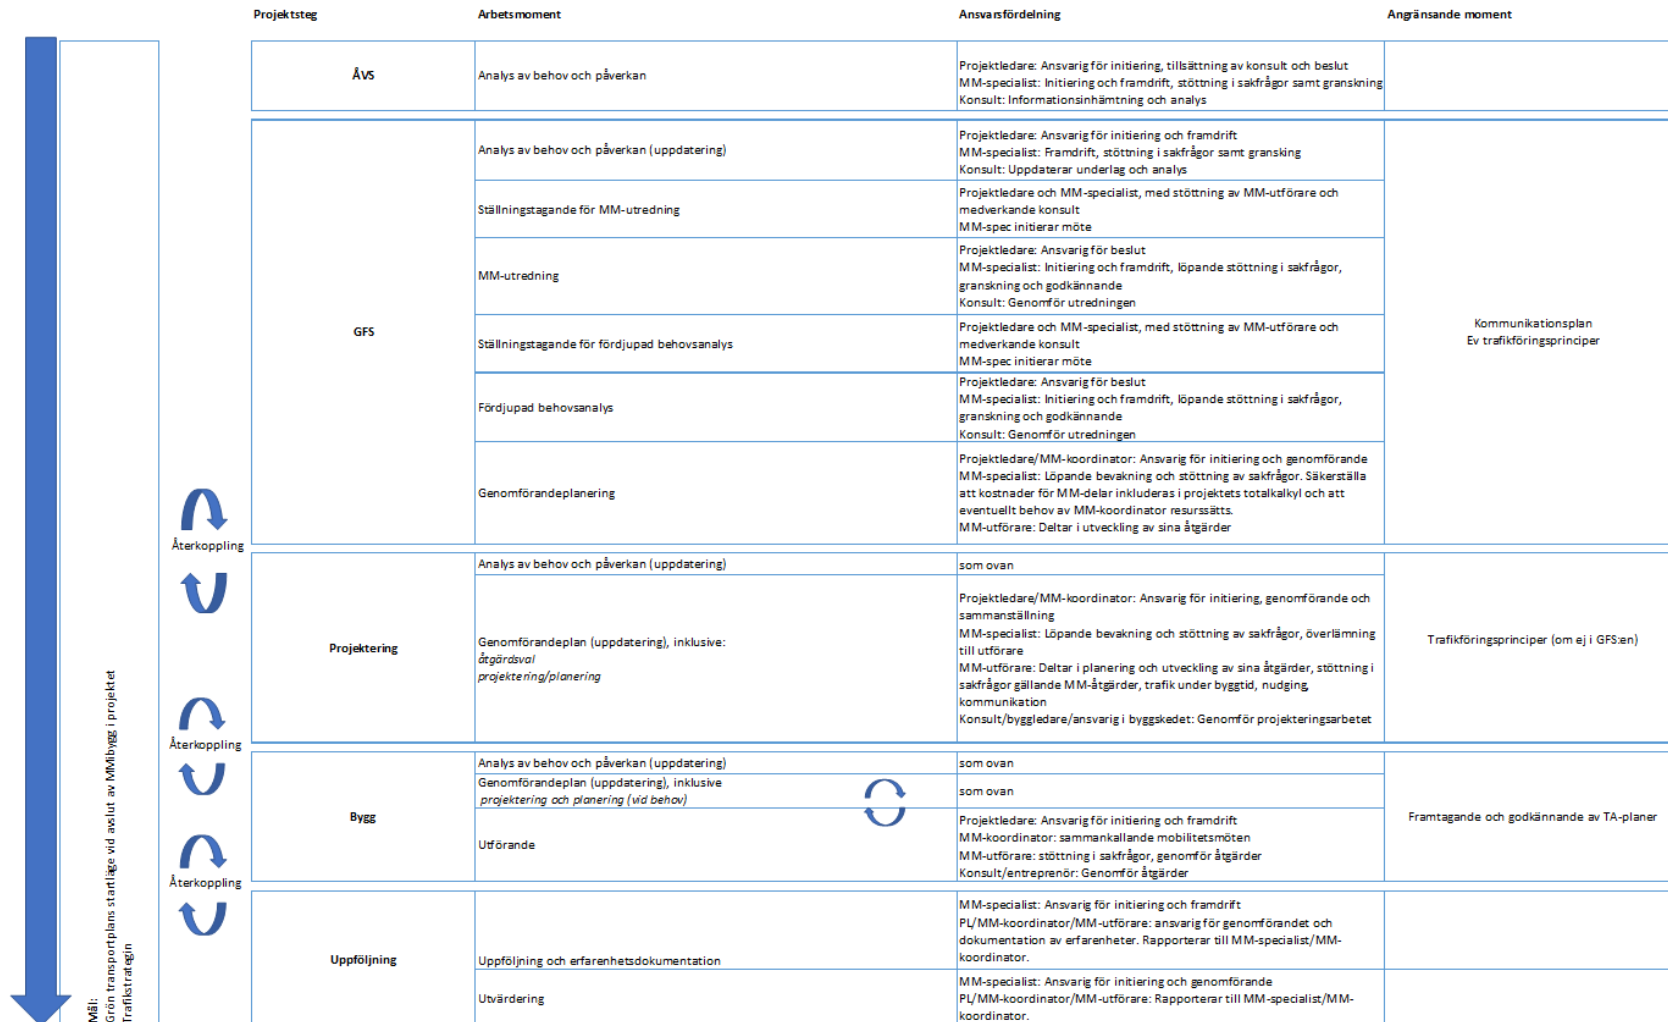 Projektsteg
Arbetsmoment
Ansvarsfördelning
Angränsande moment
ÅVS
Analys av behov och påverkan
Projektledare: Ansvarig för initiering, tillsättning av konsult och beslut
MM-specialist: Initiering och framdrift, stöttning i sakfrågor samt granskning
Konsult: Informationsinhämtning och analys
GFS
Analys av behov och påverkan (uppdatering)
Projektledare: Ansvarig för initiering och framdrift
MM-specialist: Framdrift, stöttning i sakfrågor samt gransking
Konsult: Uppdaterar underlag och analys
Ställningstagande för MM-utredning
Projektledare och MM-specialist, med stöttning av MM-utförare och
medverkande konsult
MM-spec initierar möte
MM-utredning
Projektledare: Ansvarig för beslut
MM-specialist: Initiering och framdrift, löpande stöttning i sakfrågor,
granskning och godkännande
Konsult: Genomför utredningen
Ställningstagande för fördjupad behovsanalys
Projektledare och MM-specialist, med stöttning av MM-utförare och
medverkande konsult
MM-spec initierar möte
Fördjupad behovsanalys
Projektledare: Ansvarig för beslut
MM-specialist: Initiering och framdrift, löpande stöttning i sakfrågor,
granskning och godkännande
Konsult: Genomför utredningen
Genomförandeplanering
Projektledare/MM-koordinator: Ansvarig för initiering och genomförande
MM-specialist: Löpande bevakning och stöttning av sakfrågor. Säkerställa
att kostnader för MM-delar inkluderas i projektets totalkalkyl och att
eventuellt behov av MM-koordinator resurssätts.
MM-utförare: Deltar i utveckling av sina åtgärder
Kommunikationsplan
Ev trafikföringsprinciper
Återkoppling
Projektering
Analys av behov och påverkan (uppdatering)
som ovan
Genomförandeplan (uppdatering), inklusive:
åtgärdsval
projektering/planering
Projektledare/MM-koordinator: Ansvarig för initiering, genomförande och
sammanställning
MM-specialist: Löpande bevakning och stöttning av sakfrågor, överlämning
till utförare
MM-utförare: Deltar i planering och utveckling av sina åtgärder, stöttning i
sakfrågor gällande MM-åtgärder, trafik under byggtid, nudging,
kommunikation
Konsult/byggledare/ansvarig i byggskedet: Genomför projekteringsarbetet
Trafikföringsprinciper (om ej i GFS:en)
Återkoppling
Bygg
Analys av behov och påverkan (uppdatering)
som ovan
Genomförandeplan (uppdatering), inklusive
projektering och planering (vid behov)
som ovan
Utförande
Projektledare: Ansvarig för initiering och framdrift
MM-koordinator: sammankallande mobilitetsmöten
MM-utförare: stöttning i sakfrågor, genomför åtgärder
Konsult/entreprenör: Genomför åtgärder
Framtagande och godkännande av TA-planer
Återkoppling
Uppföljning
Uppföljning och erfarenhetsdokumentation
MM-specialist: Ansvarig för initiering och framdrift
PL/MM-koordinator/MM-utförare: ansvarig för genomförandet och
dokumentation av erfarenheter. Rapporterar till MM-specialist/MM-
koordinator.
Utvärdering
MM-specialist: Ansvarig för initiering och genomförande
PL/MM-koordinator/MM-utförare: Rapporterar till MM-specialist/MM-
koordinator.
Mål:
Grön transportplans startläge vid avslut av MMibygg i projektet
Trafikstrategin